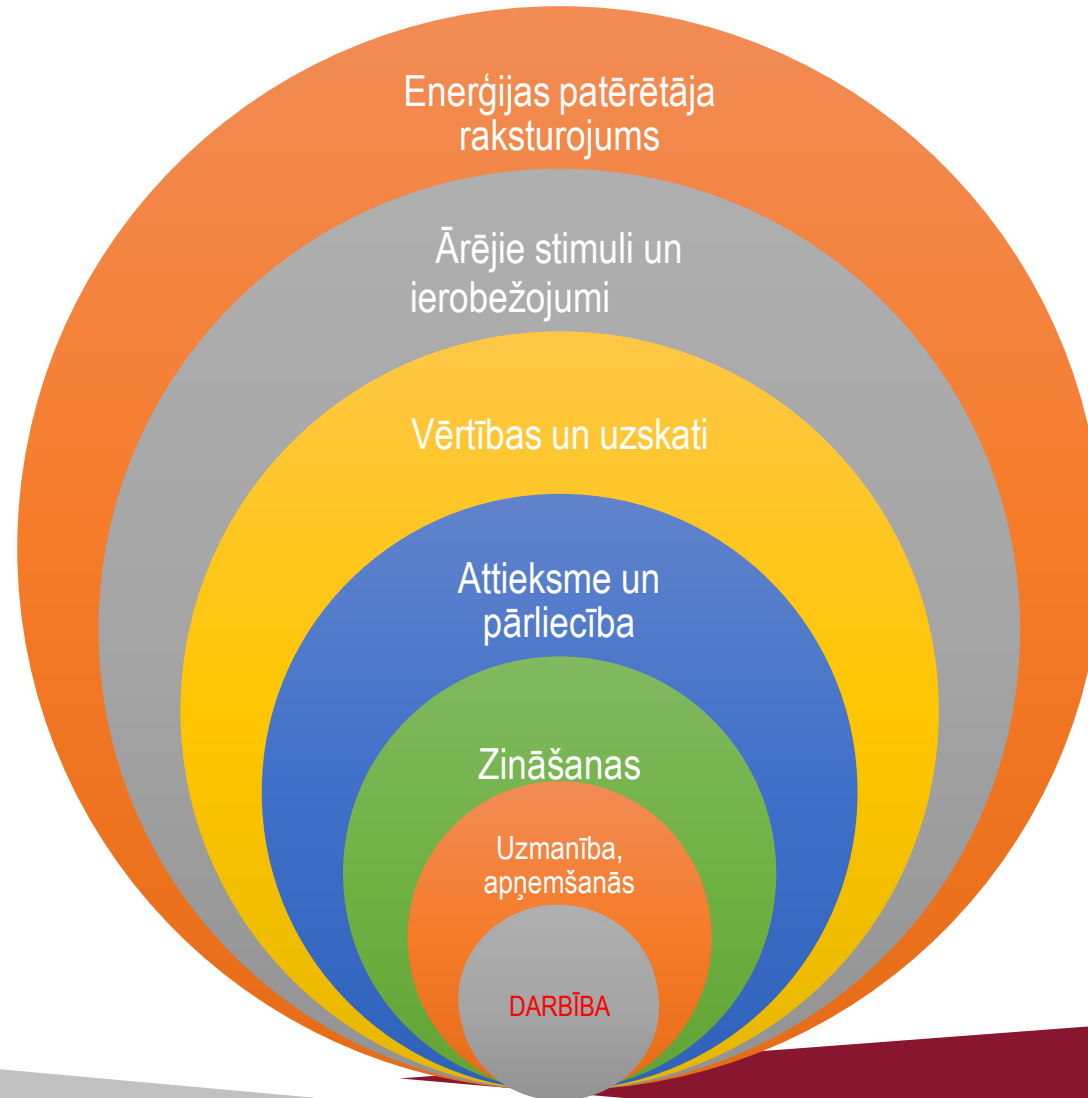 Enerģijas patērētāja
raksturojums
Ārējie stimuli un
ierobežojumi
Vērtības un uzskati
Attieksme un
pārliecība
Zināšanas
Uzmanība,
apņemšanās
DARBĪBA